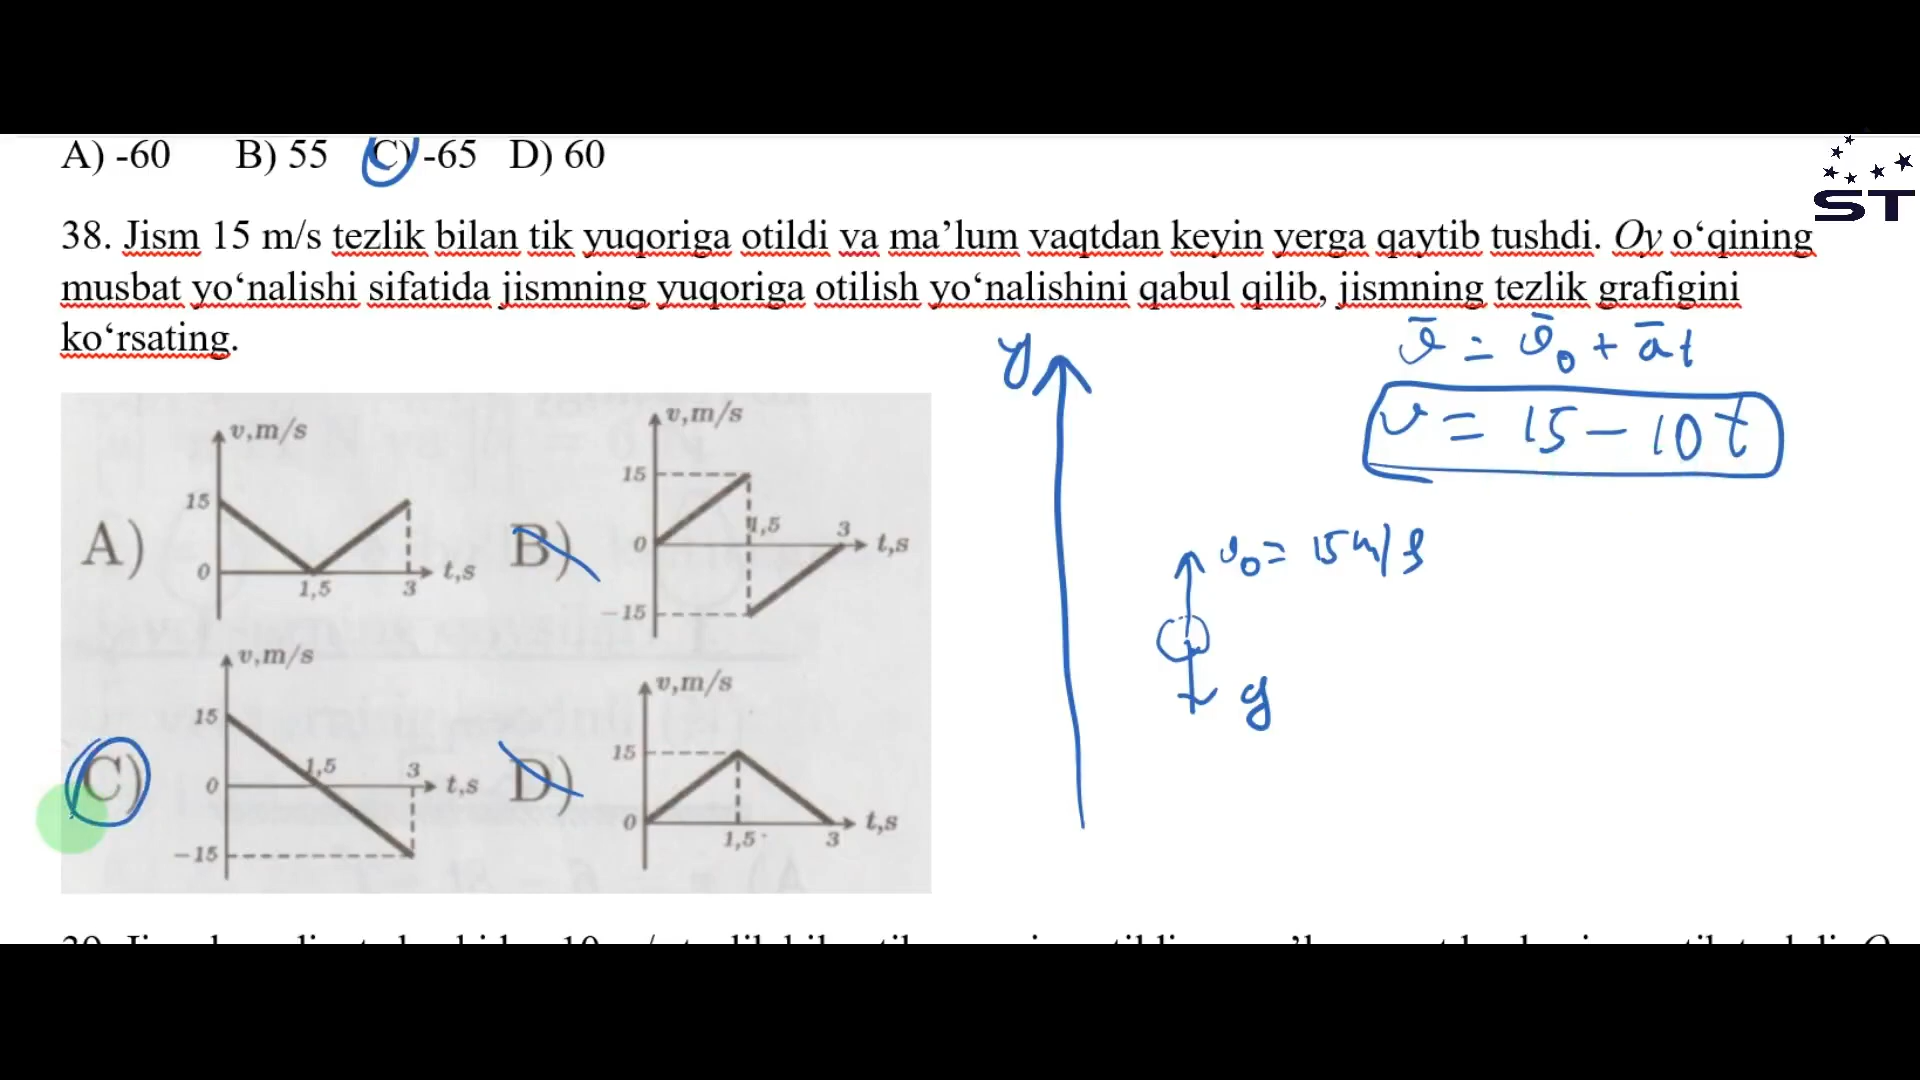 A) -60 B) 55 C) -65 D) 60
ST
38. Jism 15 m/s tezlik bilan tik yuqoriga otildi va ma’lum vaqtdan keyin yerga qaytib tushdi. Oy o‘qining
musbat yo‘nalishi sifatida jismning yuqoriga otilish yo‘nalishini qabul qilib, jismning tezlik grafigini
ko‘rsating.
A)
v,m/s
15
0
1,5
3
t,s
B)
v,m/s
15
0
-15
1,5
3
t,s
C)
v,m/s
15
0
-15
1,5
3
t,s
D)
v,m/s
15
0
1,5
3
t,s
y
v̄ = v̄₀ + āt
v = 15 - 10t
v₀ = 15 m/s
g